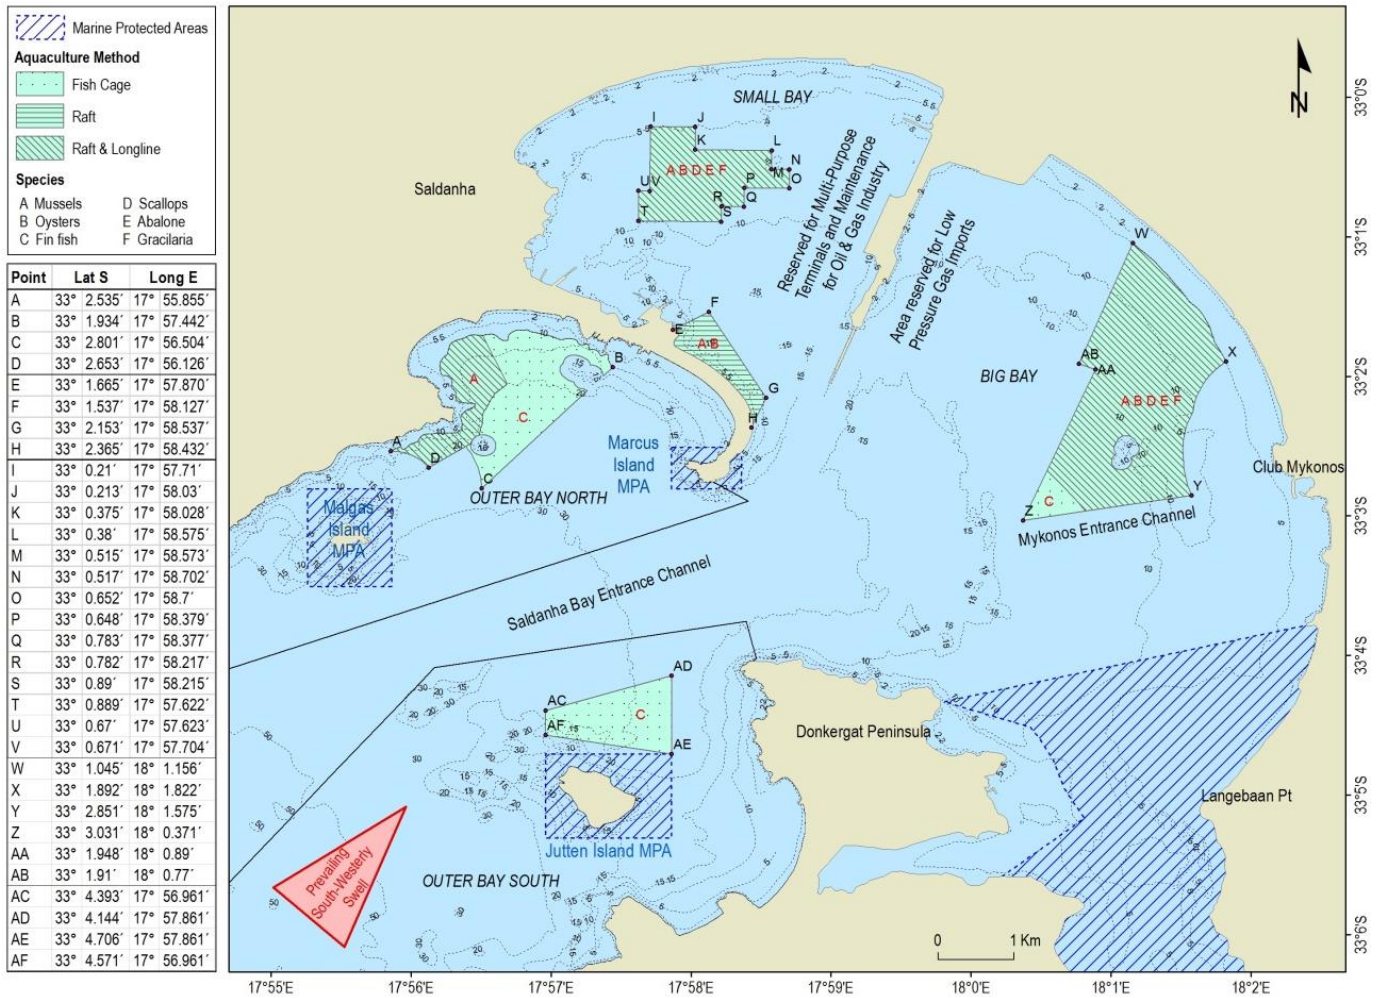 Marine Protected Areas
Aquaculture Method
Fish Cage
Raft
Raft & Longline
Species
A Mussels D Scallops
B Oysters E Abalone
C Fin fish F Gracilaria
Point Lat S Long E
A 33° 2.535´ 17° 55.855´
B 33° 1.934´ 17° 57.442´
C 33° 2.801´ 17° 56.504´
D 33° 2.653´ 17° 56.126´
E 33° 1.665´ 17° 57.870´
F 33° 1.537´ 17° 58.127´
G 33° 2.153´ 17° 58.537´
H 33° 2.365´ 17° 58.432´
I 33° 0.21´ 17° 57.71´
J 33° 0.213´ 17° 58.03´
K 33° 0.375´ 17° 58.028´
L 33° 0.38´ 17° 58.575´
M 33° 0.515´ 17° 58.573´
N 33° 0.517´ 17° 58.702´
O 33° 0.652´ 17° 58.7´
P 33° 0.648´ 17° 58.379´
Q 33° 0.783´ 17° 58.377´
R 33° 0.782´ 17° 58.217´
S 33° 0.89´ 17° 58.215´
T 33° 0.889´ 17° 57.622´
U 33° 0.67´ 17° 57.623´
V 33° 0.671´ 17° 57.704´
W 33° 1.045´ 18° 1.156´
X 33° 1.892´ 18° 1.822´
Y 33° 2.851´ 18° 1.575´
Z 33° 3.031´ 18° 0.371´
AA 33° 1.948´ 18° 0.89´
AB 33° 1.91´ 18° 0.77´
AC 33° 4.393´ 17° 56.961´
AD 33° 4.144´ 17° 57.861´
AE 33° 4.706´ 17° 57.861´
AF 33° 4.571´ 17° 56.961´
SMALL BAY
N
33°0'S
I J
K L
A B D E F
M N
O
P
Q
R
S
T
U V
Saldanha
Reserved for Multi-Purpose
Terminals and Maintenance
for Oil & Gas Industry
Area reserved for Low
Pressure Gas Imports
33°1'S
W
F
E
A B
G
H
B
A
C
A
D
C
BIG BAY
AB
AA
X
33°2'S
A B D E F
Club Mykonos
Y
C
Z
Mykonos Entrance Channel
33°3'S
Marcus
Island
MPA
OUTER BAY NORTH
Malgas
Island
MPA
Saldanha Bay Entrance Channel
33°4'S
AD
AC
C
AF
AE
Donkergat Peninsula
Langebaan Pt
33°5'S
Jutten Island MPA
Prevailing
South-Westerly
Swell
OUTER BAY SOUTH
33°6'S
0 1 Km
17°55'E 17°56'E 17°57'E 17°58'E 17°59'E 18°0'E 18°1'E 18°2'E